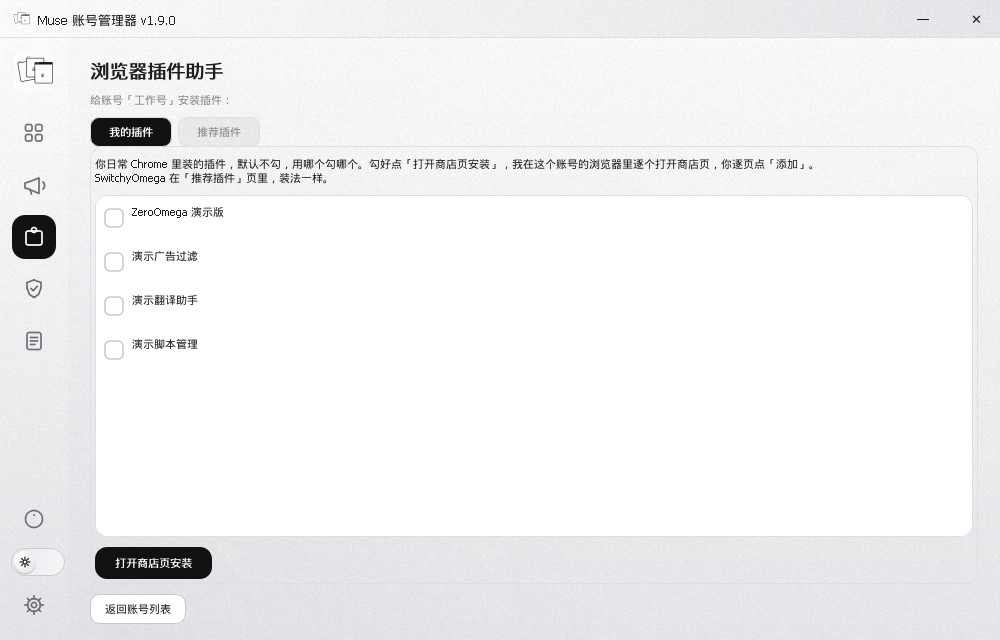 Muse 账号管理器 v1.9.0
浏览器插件助手
给账号「工作号」安装插件：
我的插件
推荐插件
你日常 Chrome 里装的插件，默认不勾，用哪个勾哪个。勾好点「打开商店页安装」，我在这个账号的浏览器里逐个打开商店页，你逐页点「添加」。
SwitchyOmega 在「推荐插件」页里，装法一样。
ZeroOmega 演示版
演示广告过滤
演示翻译助手
演示脚本管理
打开商店页安装
返回账号列表